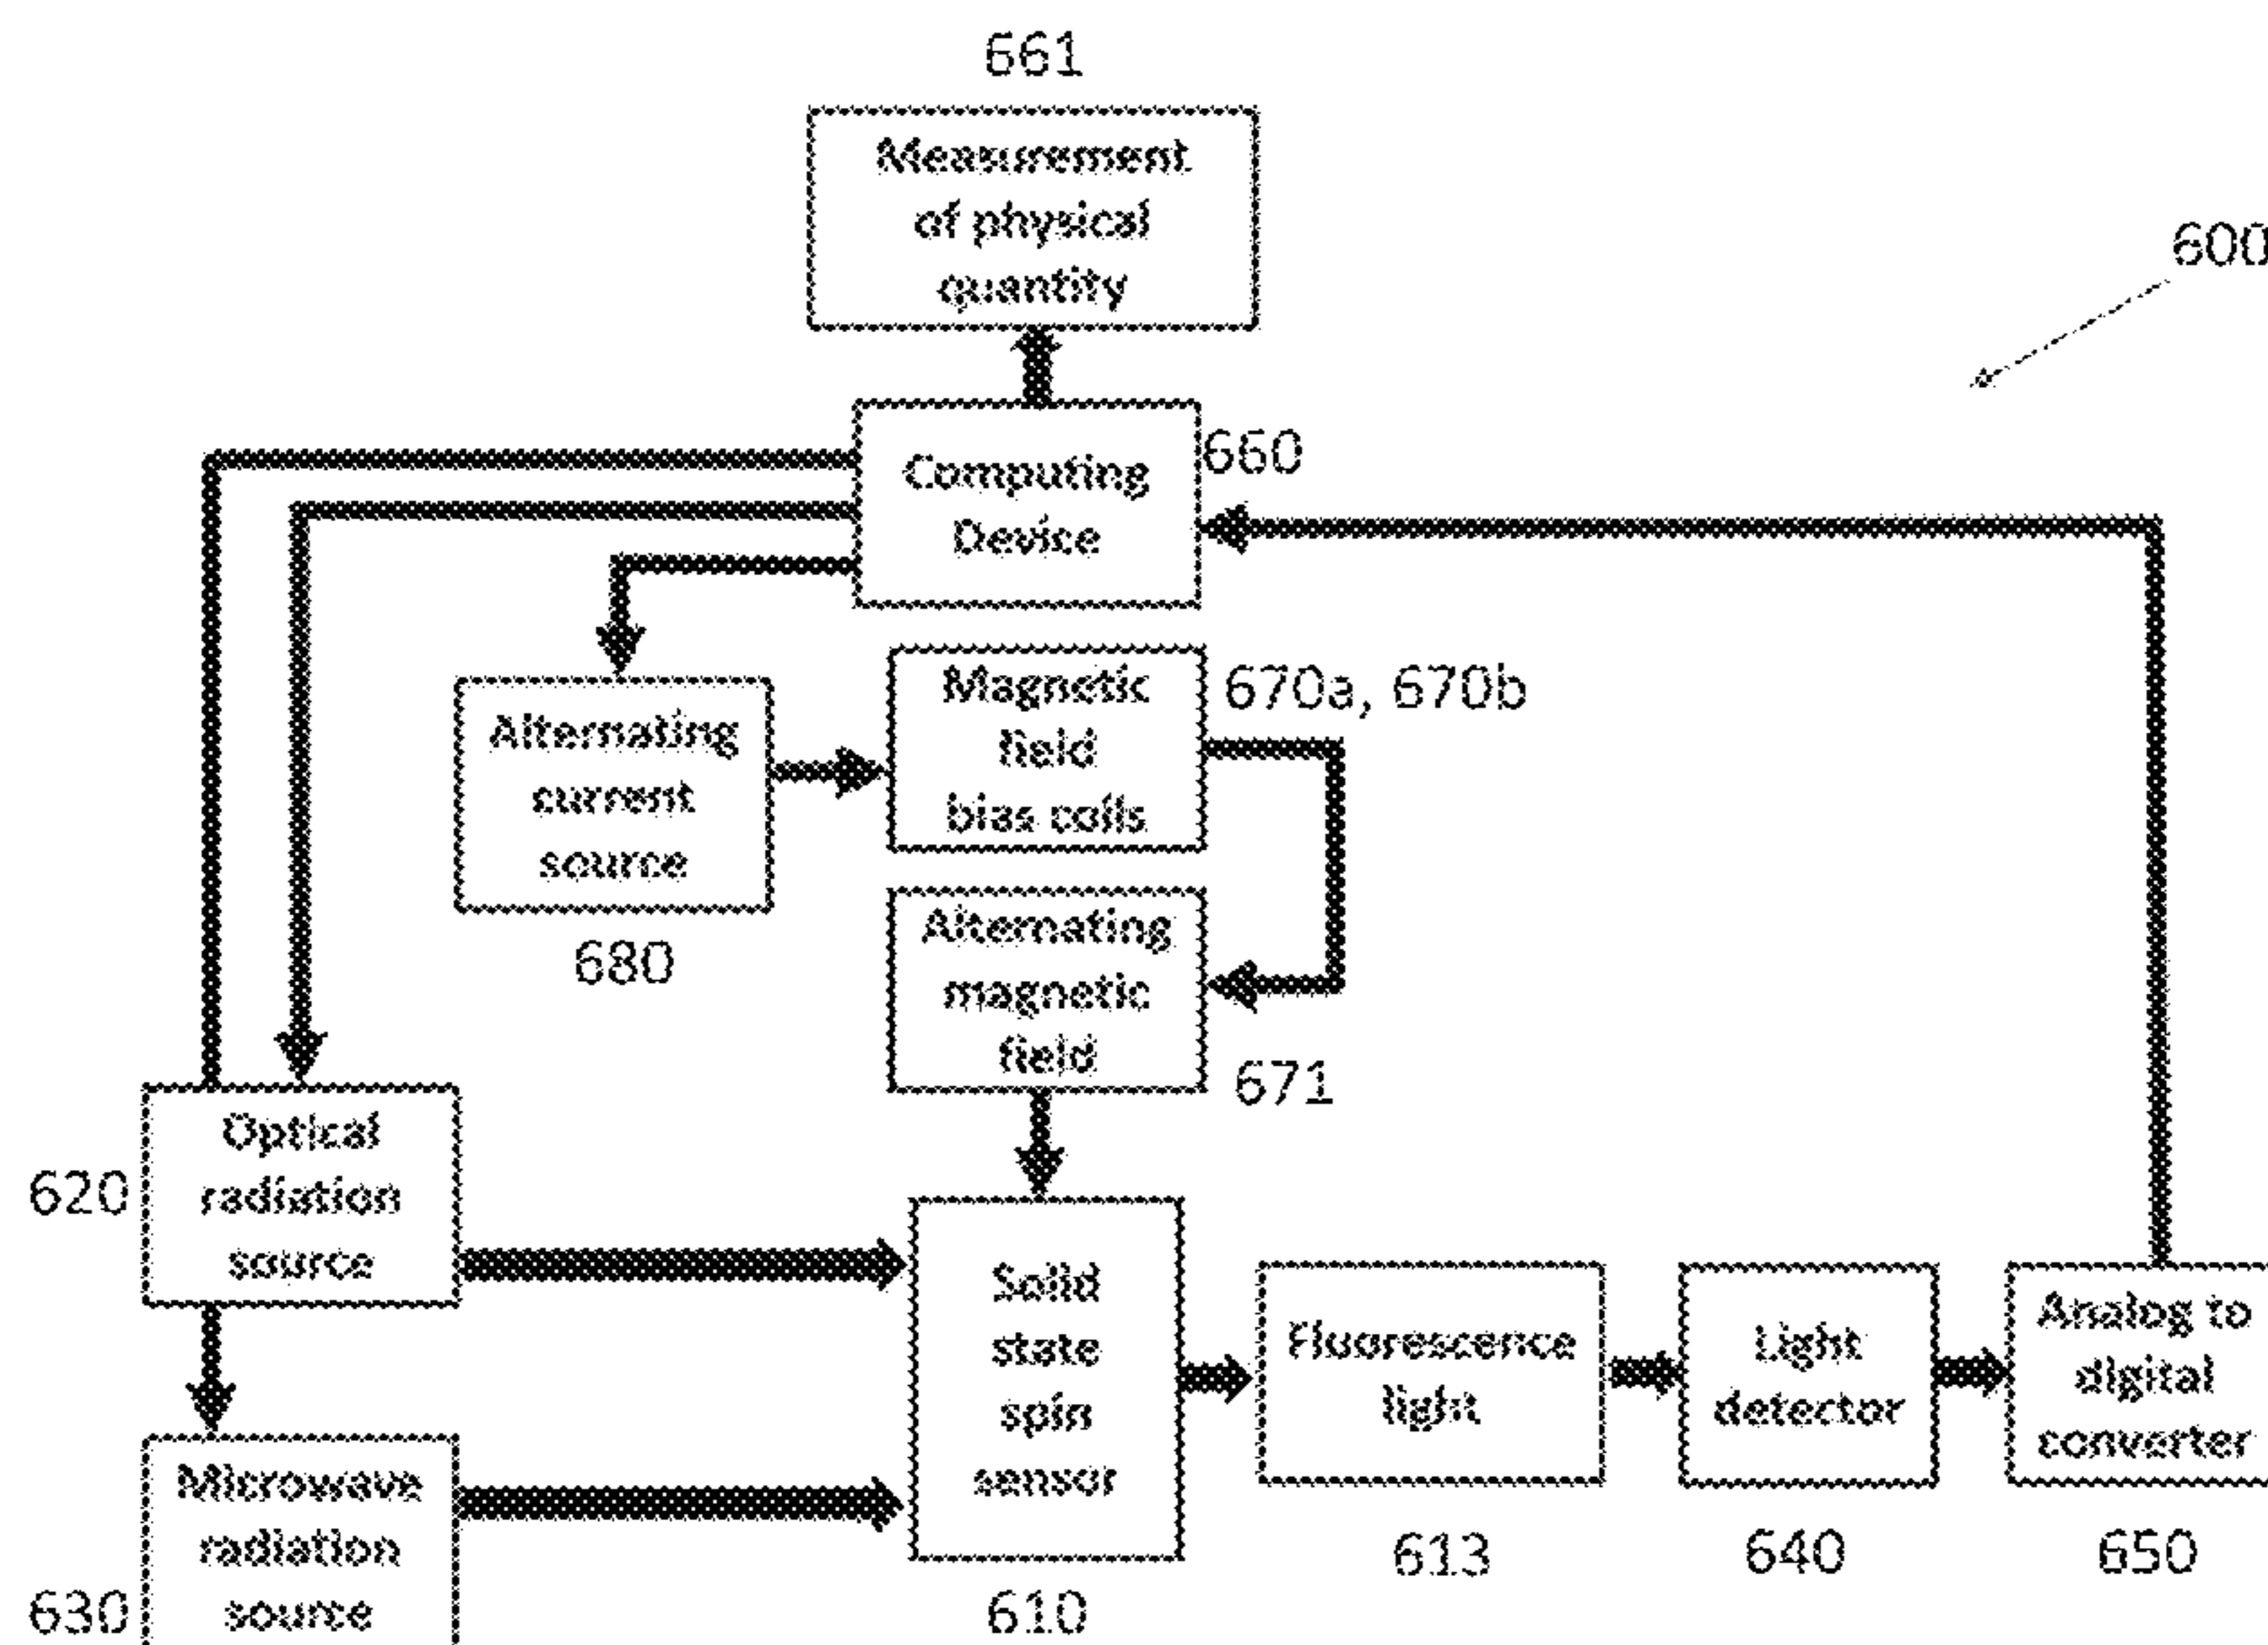 661
Measurement
of physical
quantity
600
660
Computing
Device
Magnetic
field
bias coils
670a, 670b
Alternating
current
source
680
Alternating
magnetic
field
671
Optical
radiation
source
620
Solid
state
spin
sensor
610
Fluorescence
light
613
Light
detector
640
Analog to
digital
converter
650
Microwave
radiation
source
630